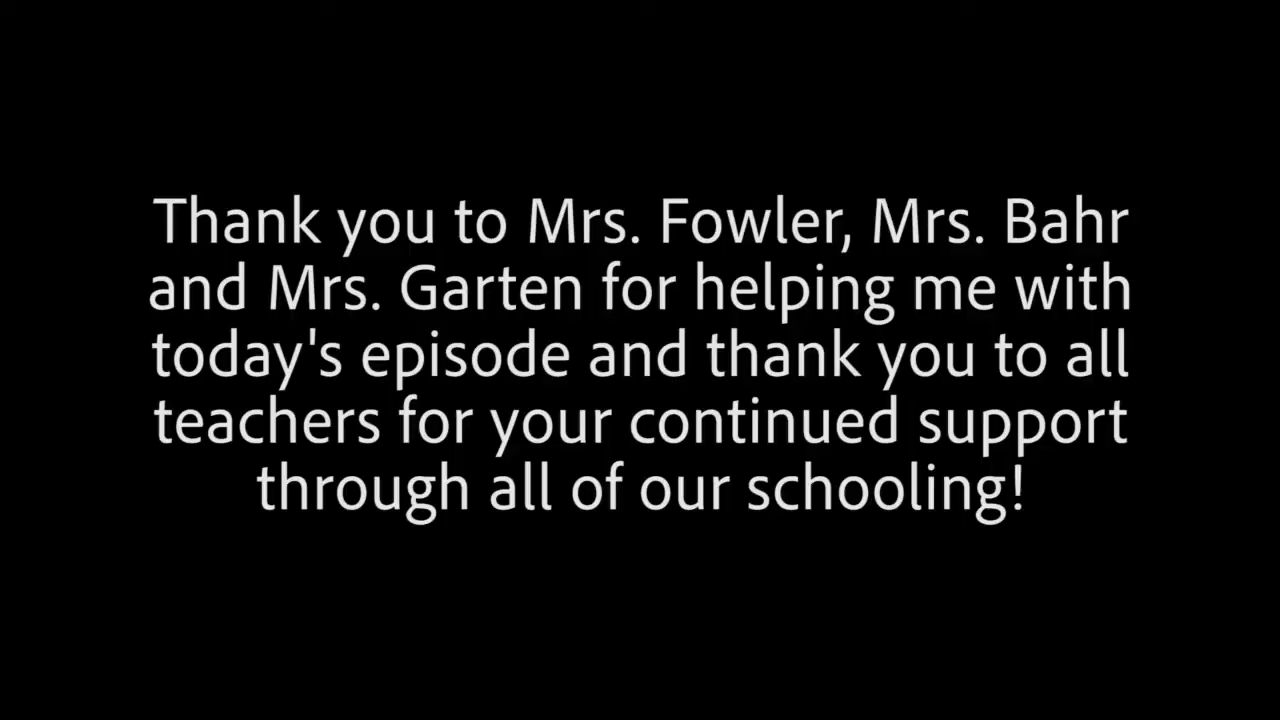 Thank you to Mrs. Fowler, Mrs. Bahr
and Mrs. Garten for helping me with
today's episode and thank you to all
teachers for your continued support
through all of our schooling!